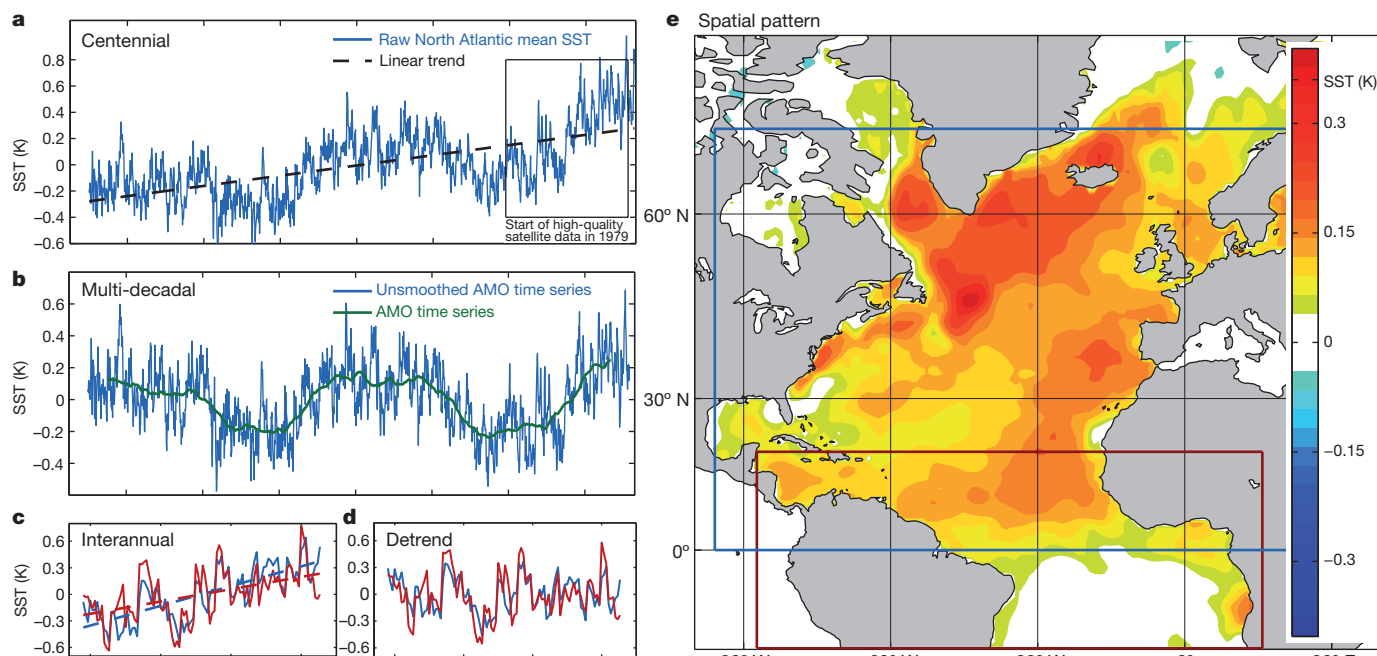 a
Centennial
Raw North Atlantic mean SST
Linear trend
SST (K)
0.8
0.6
0.4
0.2
0
−0.2
−0.4
−0.6
Start of high-quality
satellite data in 1979
b
Multi-decadal
Unsmoothed AMO time series
AMO time series
SST (K)
0.6
0.4
0.2
0
−0.2
−0.4
c
Interannual
SST (K)
0.6
0.3
0
−0.3
−0.6
d
Detrend
0.6
0.3
0
−0.3
−0.6
e Spatial pattern
60° N
30° N
0°
SST (K)
0.3
0.15
0
−0.15
−0.3